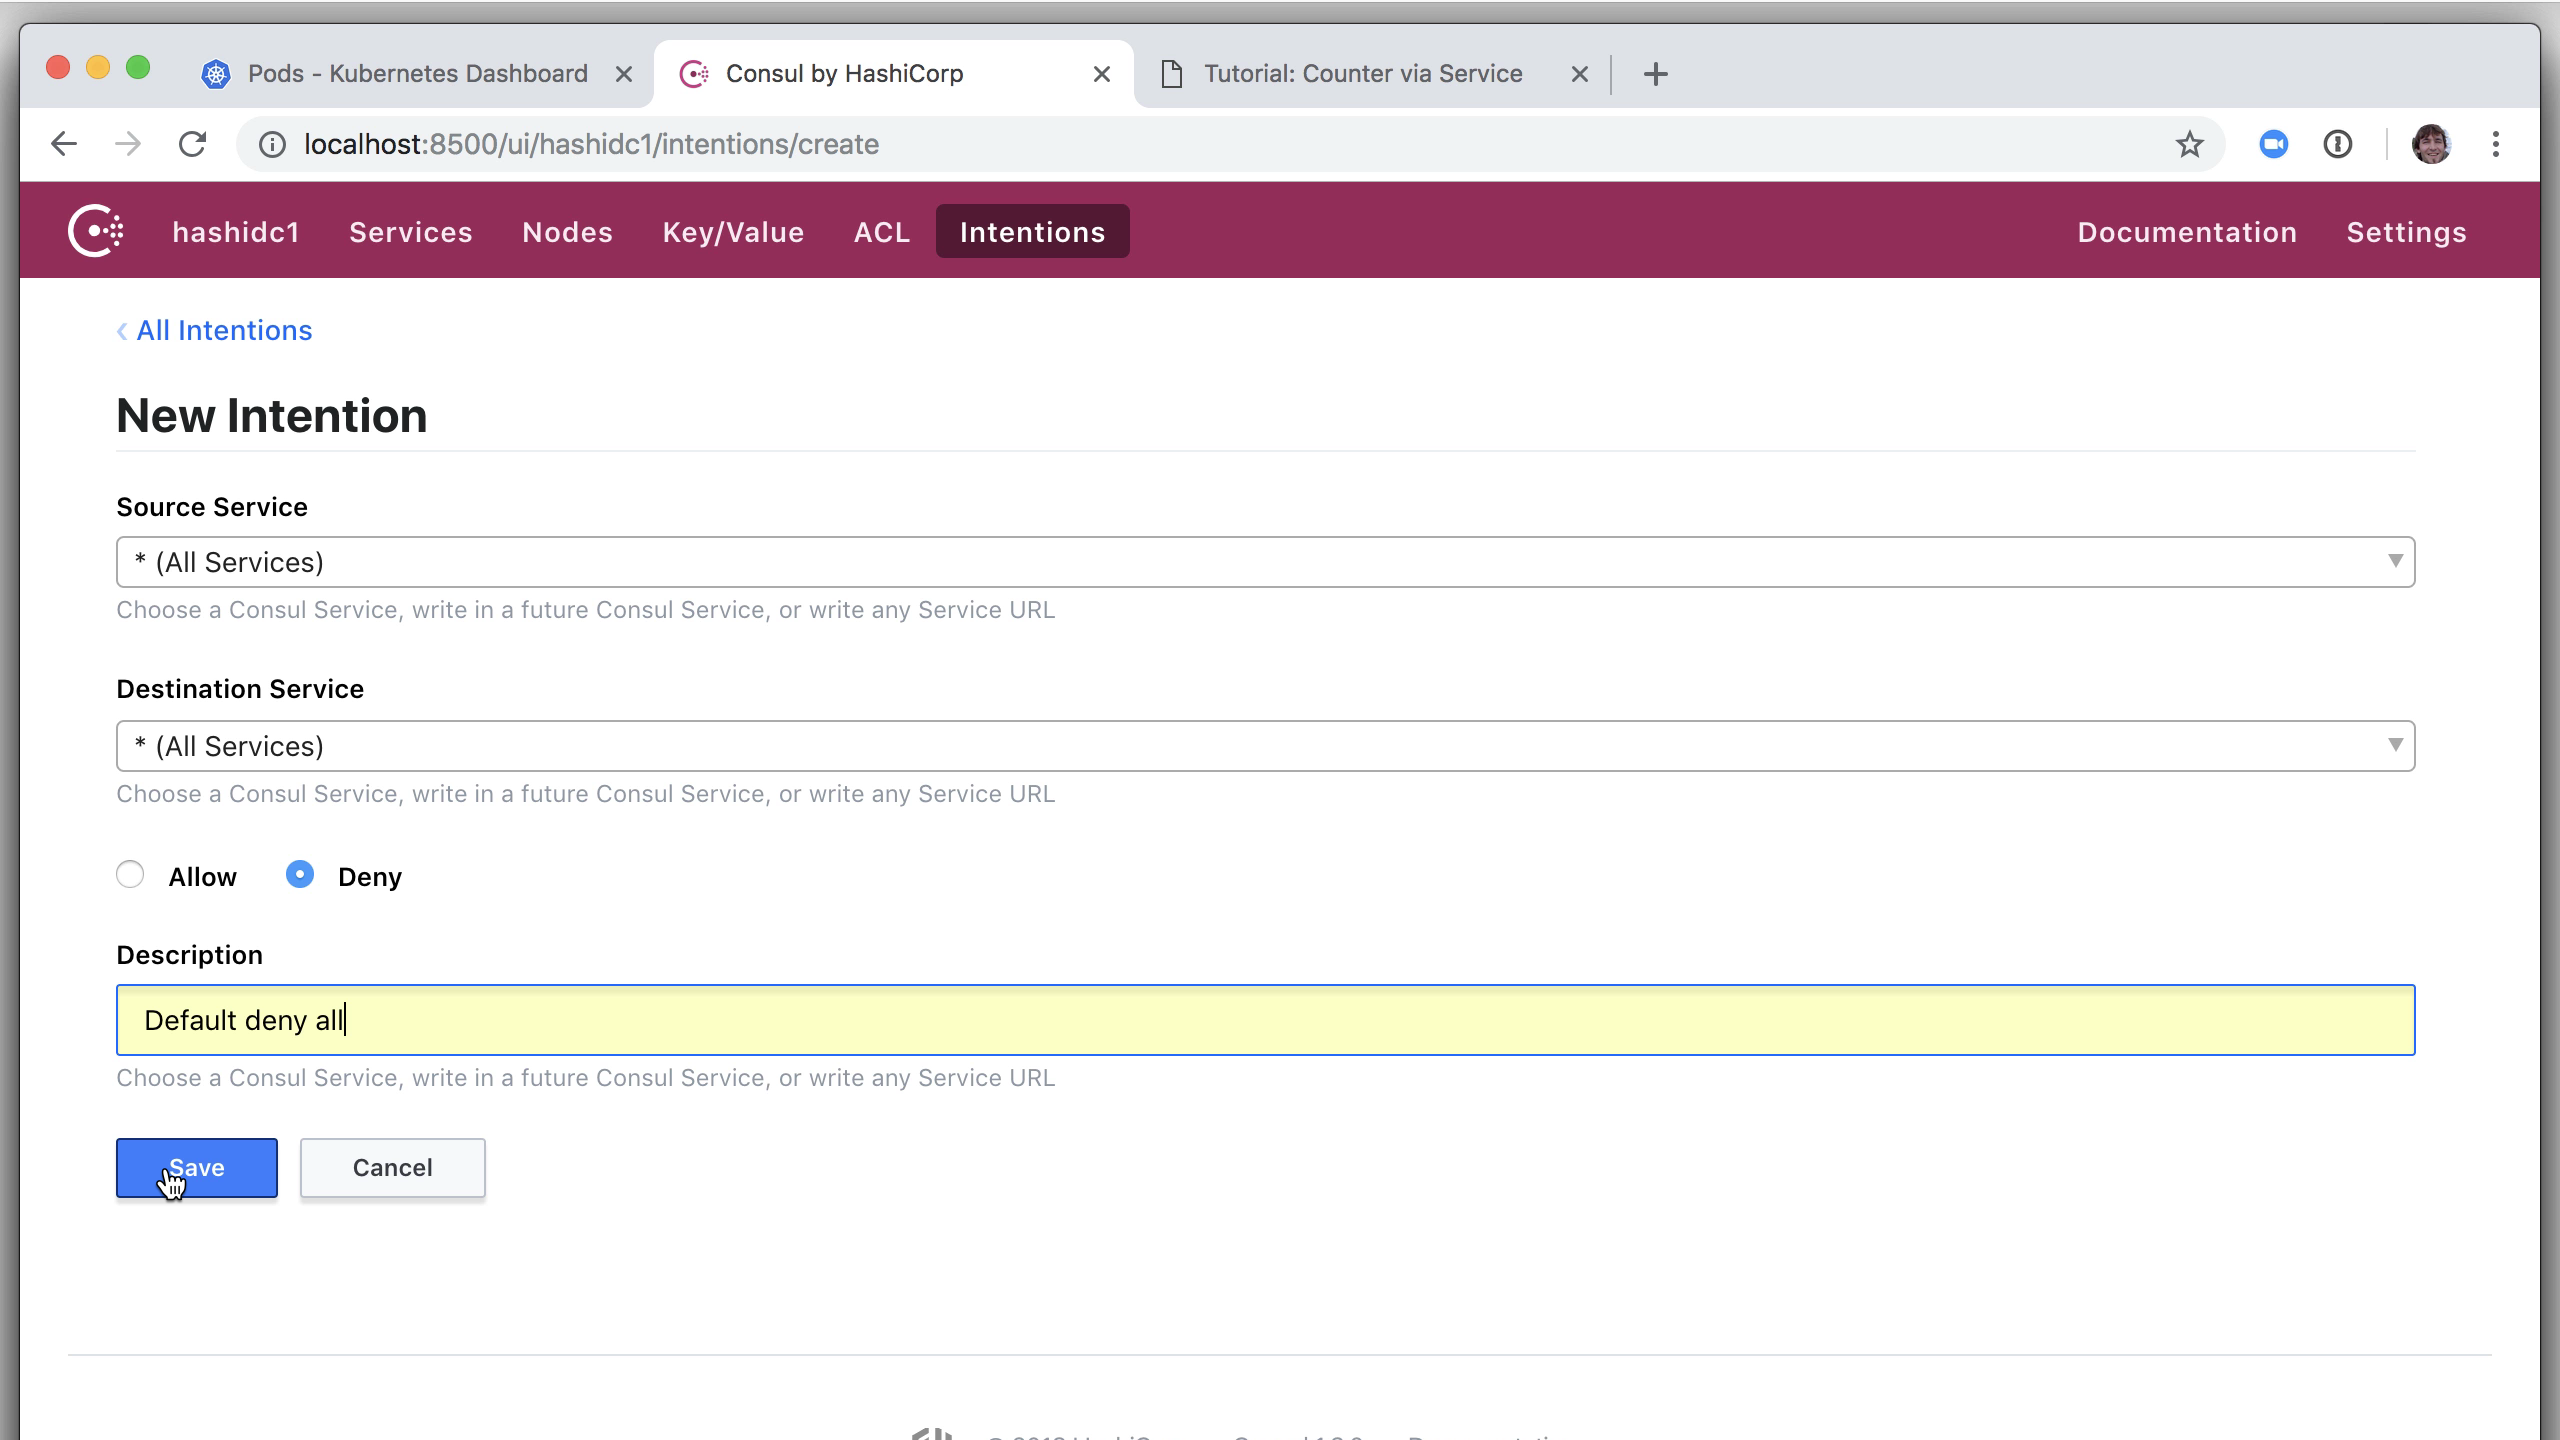 Pods - Kubernetes Dashboard
Consul by HashiCorp
Tutorial: Counter via Service
localhost:8500/ui/hashidc1/intentions/create
hashidc1 Services Nodes Key/Value ACL Intentions Documentation Settings
‹ All Intentions
New Intention
Source Service
* (All Services)
Choose a Consul Service, write in a future Consul Service, or write any Service URL
Destination Service
* (All Services)
Choose a Consul Service, write in a future Consul Service, or write any Service URL
Allow Deny
Description
Default deny all
Choose a Consul Service, write in a future Consul Service, or write any Service URL
Save Cancel